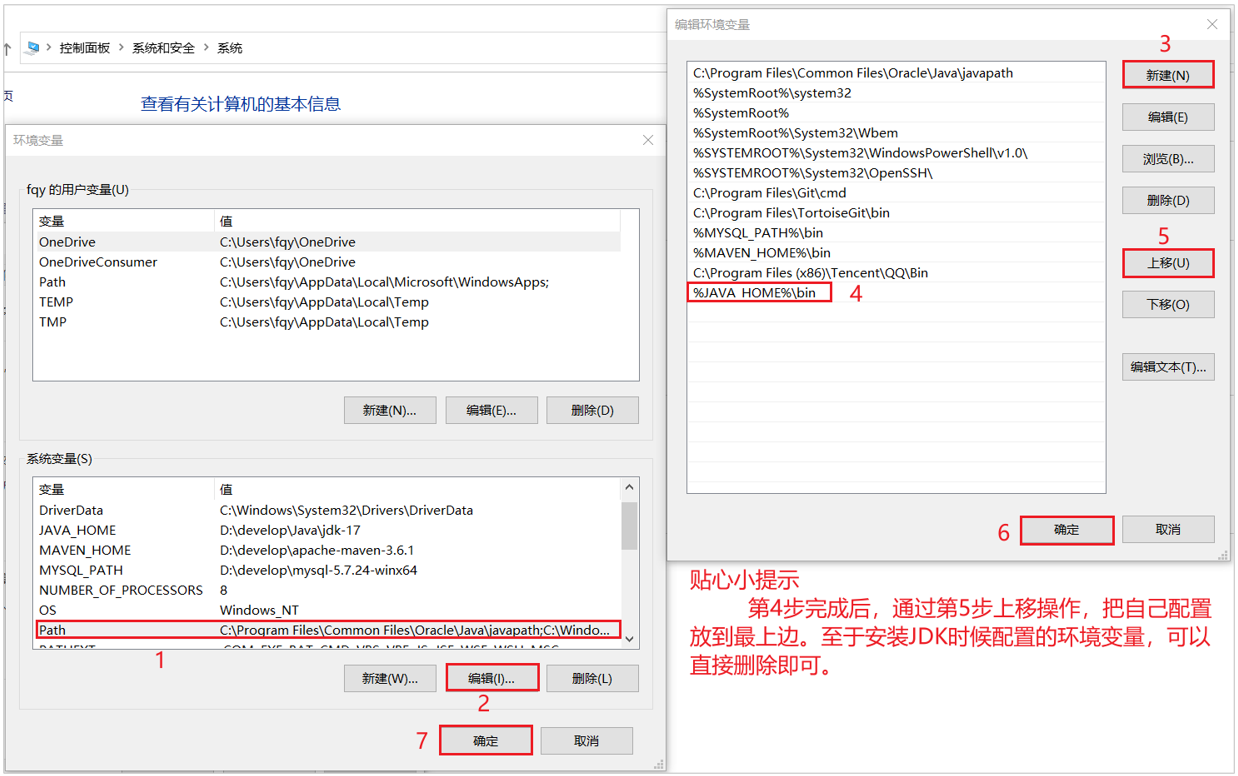 控制面板 > 系统和安全 > 系统
页
查看有关计算机的基本信息
环境变量
fqy 的用户变量(U)
变量 值
OneDrive C:\Users\fqy\OneDrive
OneDriveConsumer C:\Users\fqy\OneDrive
Path C:\Users\fqy\AppData\Local\Microsoft\WindowsApps;
TEMP C:\Users\fqy\AppData\Local\Temp
TMP C:\Users\fqy\AppData\Local\Temp
新建(N)... 编辑(E)... 删除(D)
系统变量(S)
变量 值
DriverData C:\Windows\System32\Drivers\DriverData
JAVA_HOME D:\develop\Java\jdk-17
MAVEN_HOME D:\develop\apache-maven-3.6.1
MYSQL_PATH D:\develop\mysql-5.7.24-winx64
NUMBER_OF_PROCESSORS 8
OS Windows_NT
Path C:\Program Files\Common Files\Oracle\Java\javapath;C:\Windo...
PATHEXT .COM;.EXE;.BAT;.CMD;.VBS;.VBE;.JS;.JSE;.WSF;.WSH;.MSC
1
新建(W)... 编辑(I)... 删除(L)
2
7 确定 取消
编辑环境变量
3
C:\Program Files\Common Files\Oracle\Java\javapath
%SystemRoot%\system32
%SystemRoot%
%SystemRoot%\System32\Wbem
%SYSTEMROOT%\System32\WindowsPowerShell\v1.0\
%SYSTEMROOT%\System32\OpenSSH\
C:\Program Files\Git\cmd
C:\Program Files\TortoiseGit\bin
%MYSQL_PATH%\bin
%MAVEN_HOME%\bin
C:\Program Files (x86)\Tencent\QQ\Bin
%JAVA_HOME%\bin 4
新建(N)
编辑(E)
浏览(B)...
删除(D)
5
上移(U)
下移(O)
编辑文本(T)...
6 确定 取消
贴心小提示
第4步完成后，通过第5步上移操作，把自己配置
放到最上边。至于安装JDK时候配置的环境变量，可以
直接删除即可。